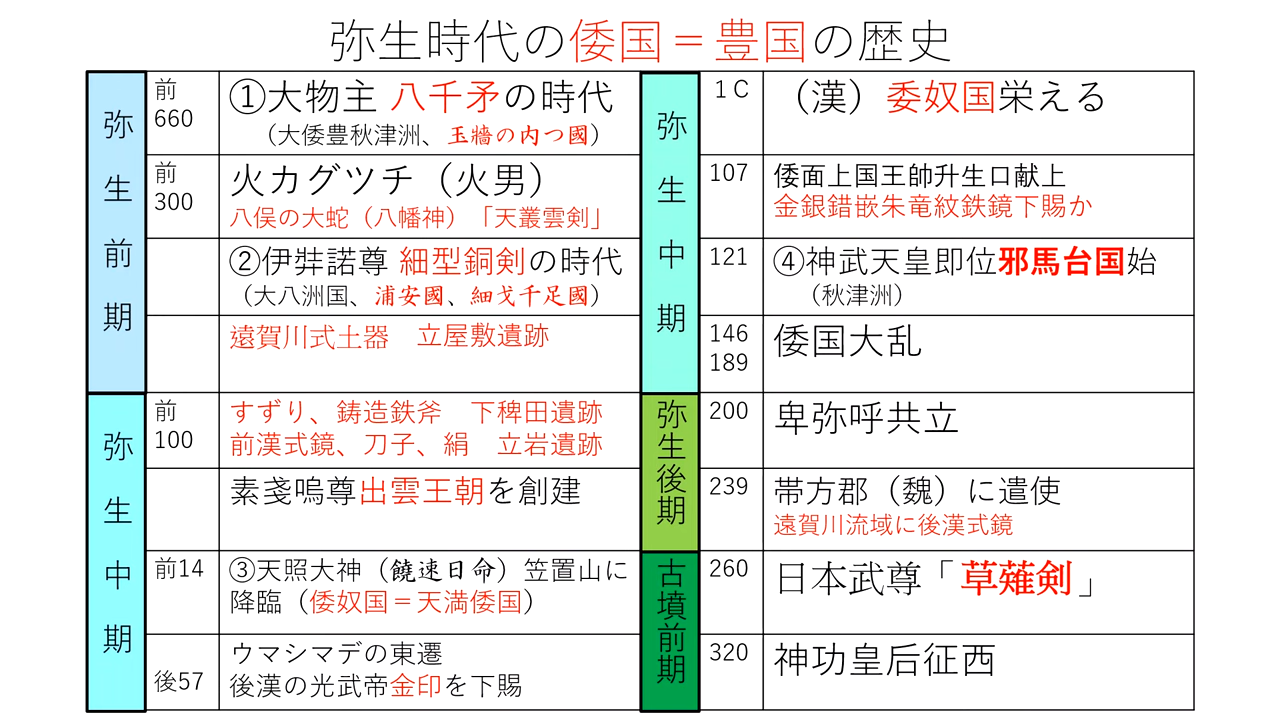 弥生時代の倭国＝豊国の歴史
弥生前期
前
660
①大物主 八千矛の時代
（大倭豊秋津洲、玉牆の内つ國）
前
300
火カグツチ（火男）
八俣の大蛇（八幡神）「天叢雲剣」
②伊弉諾尊 細型銅剣の時代
（大八洲国、浦安國、細戈千足國）
遠賀川式土器　立屋敷遺跡
弥生中期
前
100
すずり、鋳造鉄斧　下稗田遺跡
前漢式鏡、刀子、絹　立岩遺跡
素戔嗚尊出雲王朝を創建
前14
③天照大神（饒速日命）笠置山に
降臨（倭奴国＝天満倭国）
後57
ウマシマデの東遷
後漢の光武帝金印を下賜
弥生中期
１C
（漢）委奴国栄える
107
倭面上国王帥升生口献上
金銀錯嵌朱竜紋鉄鏡下賜か
121
④神武天皇即位邪馬台国始
（秋津洲）
146
189
倭国大乱
弥生後期
200
卑弥呼共立
239
帯方郡（魏）に遣使
遠賀川流域に後漢式鏡
古墳前期
260
日本武尊「草薙剣」
320
神功皇后征西